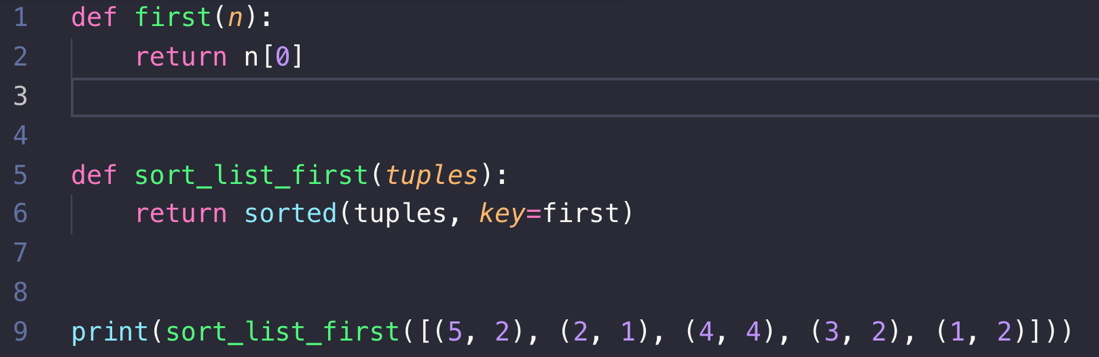 1 def first(n):
2     return n[0]
3
4
5 def sort_list_first(tuples):
6     return sorted(tuples, key=first)
7
8
9 print(sort_list_first([(5, 2), (2, 1), (4, 4), (3, 2), (1, 2)]))